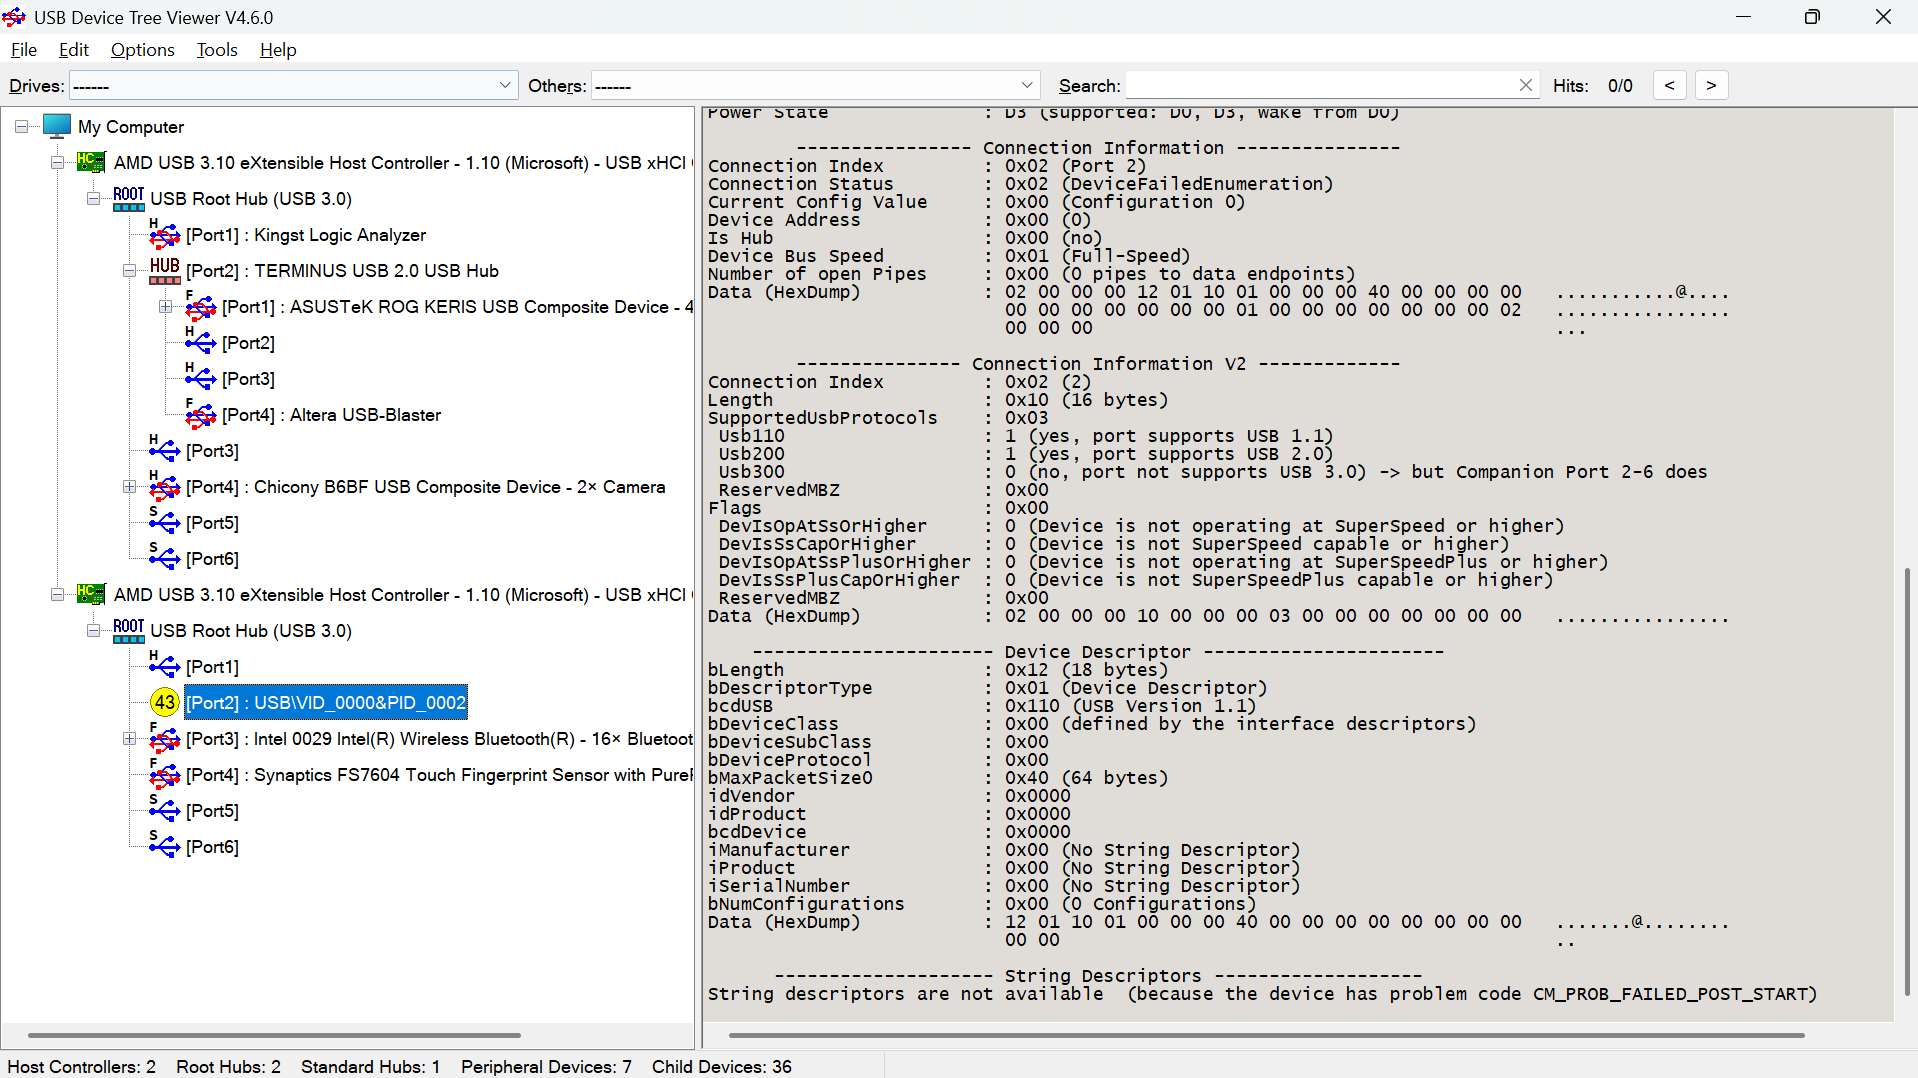 USB Device Tree Viewer V4.6.0
File Edit Options Tools Help
Drives: ------ Others: ------ Search: Hits: 0/0 < >
My Computer
AMD USB 3.10 eXtensible Host Controller - 1.10 (Microsoft) - USB xHCI
ROOT USB Root Hub (USB 3.0)
H [Port1] : Kingst Logic Analyzer
HUB [Port2] : TERMINUS USB 2.0 USB Hub
F [Port1] : ASUSTeK ROG KERIS USB Composite Device - 4
H [Port2]
H [Port3]
F [Port4] : Altera USB-Blaster
H [Port3]
H [Port4] : Chicony B6BF USB Composite Device - 2× Camera
S [Port5]
S [Port6]
AMD USB 3.10 eXtensible Host Controller - 1.10 (Microsoft) - USB xHCI
ROOT USB Root Hub (USB 3.0)
H [Port1]
43 [Port2] : USB\VID_0000&PID_0002
F [Port3] : Intel 0029 Intel(R) Wireless Bluetooth(R) - 16× Bluetoot
F [Port4] : Synaptics FS7604 Touch Fingerprint Sensor with PureF
S [Port5]
S [Port6]
Power State : D3 (supported: D0, D3, wake from D0)
---------------- Connection Information ---------------
Connection Index : 0x02 (Port 2)
Connection Status : 0x02 (DeviceFailedEnumeration)
Current Config Value : 0x00 (Configuration 0)
Device Address : 0x00 (0)
Is Hub : 0x00 (no)
Device Bus Speed : 0x01 (Full-Speed)
Number of open Pipes : 0x00 (0 pipes to data endpoints)
Data (HexDump) : 02 00 00 00 12 01 10 01 00 00 00 40 00 00 00 00 ...........@....
00 00 00 00 00 00 00 01 00 00 00 00 00 00 00 02 ................
00 00 00 ...
--------------- Connection Information V2 -------------
Connection Index : 0x02 (2)
Length : 0x10 (16 bytes)
SupportedUsbProtocols : 0x03
Usb110 : 1 (yes, port supports USB 1.1)
Usb200 : 1 (yes, port supports USB 2.0)
Usb300 : 0 (no, port not supports USB 3.0) -> but Companion Port 2-6 does
ReservedMBZ : 0x00
Flags : 0x00
DevIsOpAtSsOrHigher : 0 (Device is not operating at SuperSpeed or higher)
DevIsSsCapOrHigher : 0 (Device is not SuperSpeed capable or higher)
DevIsOpAtSsPlusOrHigher : 0 (Device is not operating at SuperSpeedPlus or higher)
DevIsSsPlusCapOrHigher : 0 (Device is not SuperSpeedPlus capable or higher)
ReservedMBZ : 0x00
Data (HexDump) : 02 00 00 00 10 00 00 00 03 00 00 00 00 00 00 00 ................
---------------------- Device Descriptor ----------------------
bLength : 0x12 (18 bytes)
bDescriptorType : 0x01 (Device Descriptor)
bcdUSB : 0x110 (USB Version 1.1)
bDeviceClass : 0x00 (defined by the interface descriptors)
bDeviceSubClass : 0x00
bDeviceProtocol : 0x00
bMaxPacketSize0 : 0x40 (64 bytes)
idVendor : 0x0000
idProduct : 0x0000
bcdDevice : 0x0000
iManufacturer : 0x00 (No String Descriptor)
iProduct : 0x00 (No String Descriptor)
iSerialNumber : 0x00 (No String Descriptor)
bNumConfigurations : 0x00 (0 Configurations)
Data (HexDump) : 12 01 10 01 00 00 00 40 00 00 00 00 00 00 00 00 .......@........
00 00 ..
-------------------- String Descriptors -------------------
String descriptors are not available (because the device has problem code CM_PROB_FAILED_POST_START)
Host Controllers: 2 Root Hubs: 2 Standard Hubs: 1 Peripheral Devices: 7 Child Devices: 36